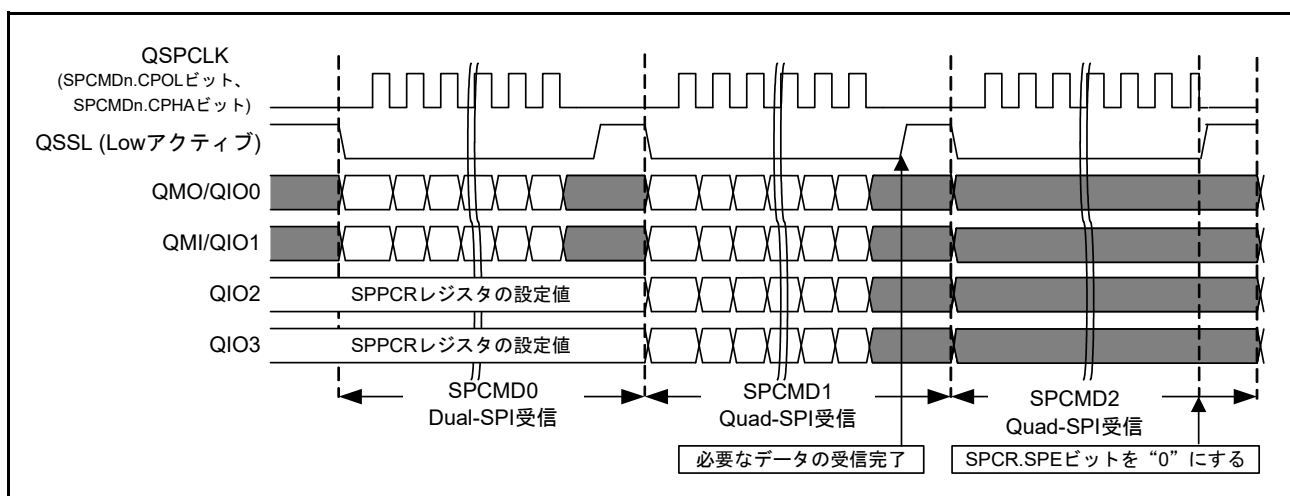 QSPCLK
(SPCMDn.CPOLビット、
SPCMDn.CPHAビット)
QSSL (Lowアクティブ)
QMO/QIO0
QMI/QIO1
QIO2
SPPCRレジスタの設定値
QIO3
SPPCRレジスタの設定値
SPCMD0
Dual-SPI受信
SPCMD1
Quad-SPI受信
SPCMD2
Quad-SPI受信
必要なデータの受信完了
SPCR.SPEビットを“0”にする